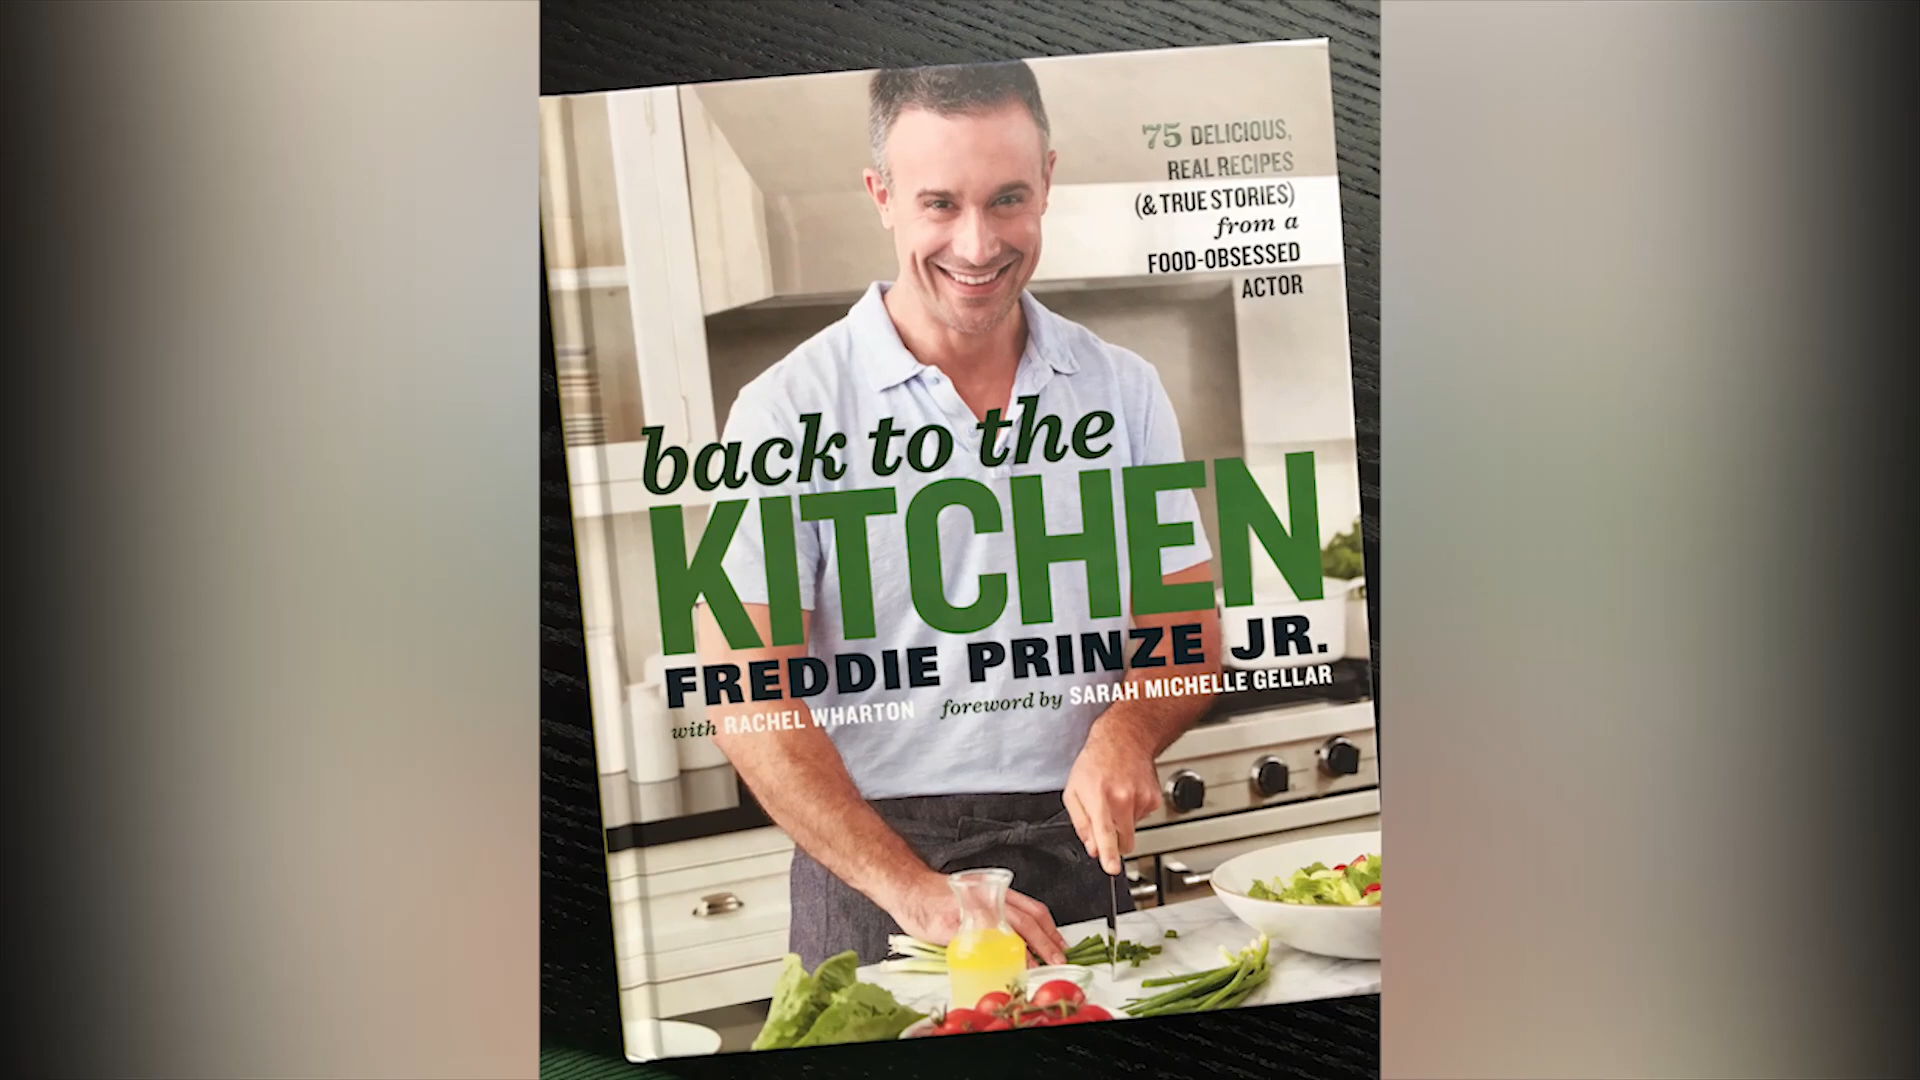 75 DELICIOUS,
REAL RECIPES
(& TRUE STORIES)
from a
FOOD-OBSESSED
ACTOR
back to the
KITCHEN
FREDDIE PRINZE JR.
with RACHEL WHARTON foreword by SARAH MICHELLE GELLAR